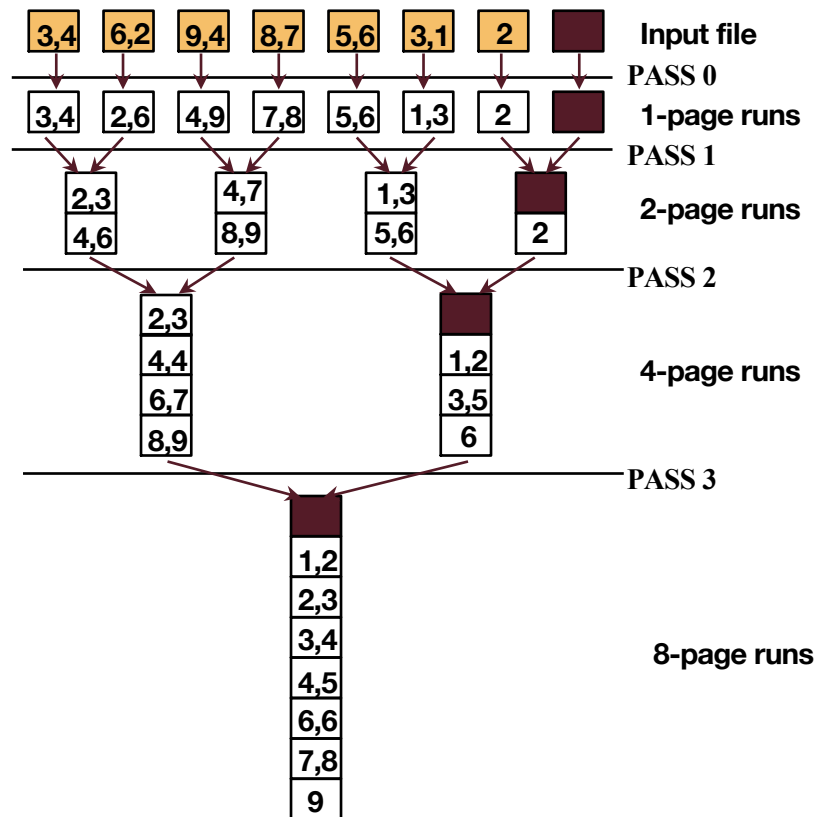 3,4 6,2 9,4 8,7 5,6 3,1 2 Input file
PASS 0
3,4 2,6 4,9 7,8 5,6 1,3 2 1-page runs
PASS 1
2,3 4,7 1,3
2-page runs
4,6 8,9 5,6 2
PASS 2
2,3
4,4 1,2
4-page runs
6,7 3,5
8,9 6
PASS 3
1,2
2,3
3,4
4,5
8-page runs
6,6
7,8
9